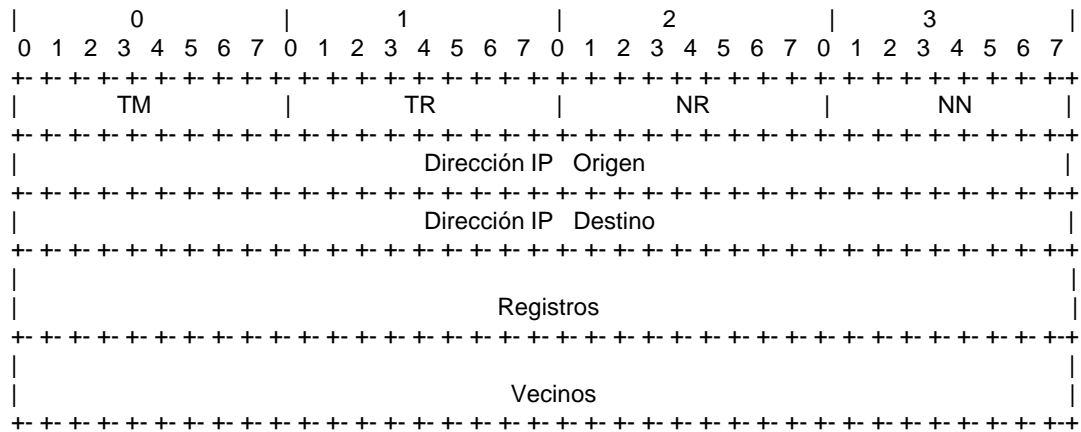 | 0 | 1 | 2 | 3 |
0 1 2 3 4 5 6 7 0 1 2 3 4 5 6 7 0 1 2 3 4 5 6 7 0 1 2 3 4 5 6 7
+- +- +- +- +- +- +- +- +- +- +- +- +- +- +- +- +- +- +- +- +- +- +- +- +- +- +- +- +- +- +- +- +- +- +- +- +-+
| TM | TR | NR | NN |
+- +- +- +- +- +- +- +- +- +- +- +- +- +- +- +- +- +- +- +- +- +- +- +- +- +- +- +- +- +- +- +- +- +- +- +- +-+
| Dirección IP Origen |
+- +- +- +- +- +- +- +- +- +- +- +- +- +- +- +- +- +- +- +- +- +- +- +- +- +- +- +- +- +- +- +- +- +- +- +- +-+
| Dirección IP Destino |
+- +- +- +- +- +- +- +- +- +- +- +- +- +- +- +- +- +- +- +- +- +- +- +- +- +- +- +- +- +- +- +- +- +- +- +- +-+
| |
| Registros |
+- +- +- +- +- +- +- +- +- +- +- +- +- +- +- +- +- +- +- +- +- +- +- +- +- +- +- +- +- +- +- +- +- +- +- +- +-+
| |
| Vecinos |
+- +- +- +- +- +- +- +- +- +- +- +- +- +- +- +- +- +- +- +- +- +- +- +- +- +- +- +- +- +- +- +- +- +- +- +- +-+